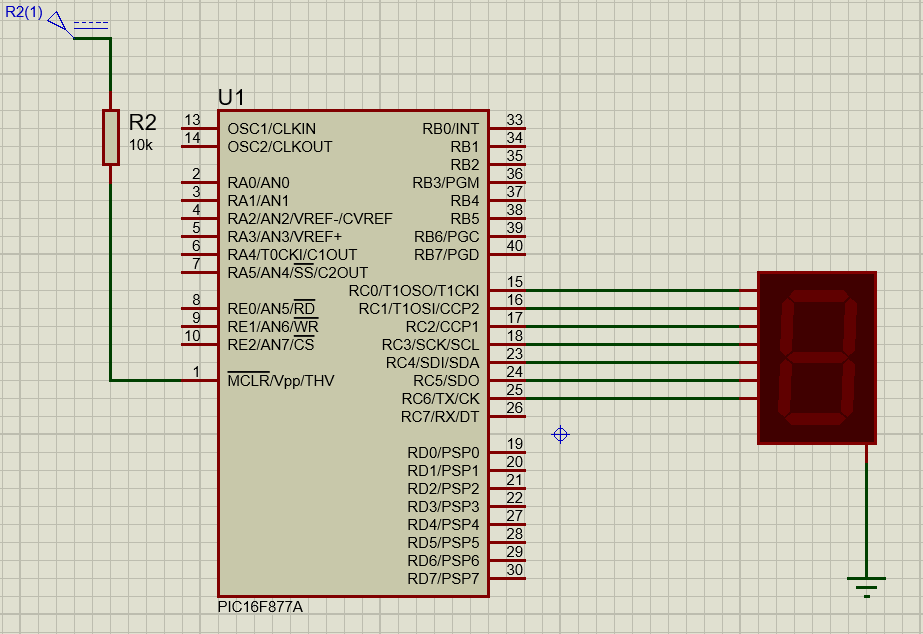 R2(1)
R2
10k
U1
13 OSC1/CLKIN
14 OSC2/CLKOUT
2 RA0/AN0
3 RA1/AN1
4 RA2/AN2/VREF-/CVREF
5 RA3/AN3/VREF+
6 RA4/T0CKI/C1OUT
7 RA5/AN4/SS/C2OUT
8 RE0/AN5/RD
9 RE1/AN6/WR
10 RE2/AN7/CS
1 MCLR/Vpp/THV
RB0/INT 33
RB1 34
RB2 35
RB3/PGM 36
RB4 37
RB5 38
RB6/PGC 39
RB7/PGD 40
RC0/T1OSO/T1CKI 15
RC1/T1OSI/CCP2 16
RC2/CCP1 17
RC3/SCK/SCL 18
RC4/SDI/SDA 23
RC5/SDO 24
RC6/TX/CK 25
RC7/RX/DT 26
RD0/PSP0 19
RD1/PSP1 20
RD2/PSP2 21
RD3/PSP3 22
RD4/PSP4 27
RD5/PSP5 28
RD6/PSP6 29
RD7/PSP7 30
PIC16F877A